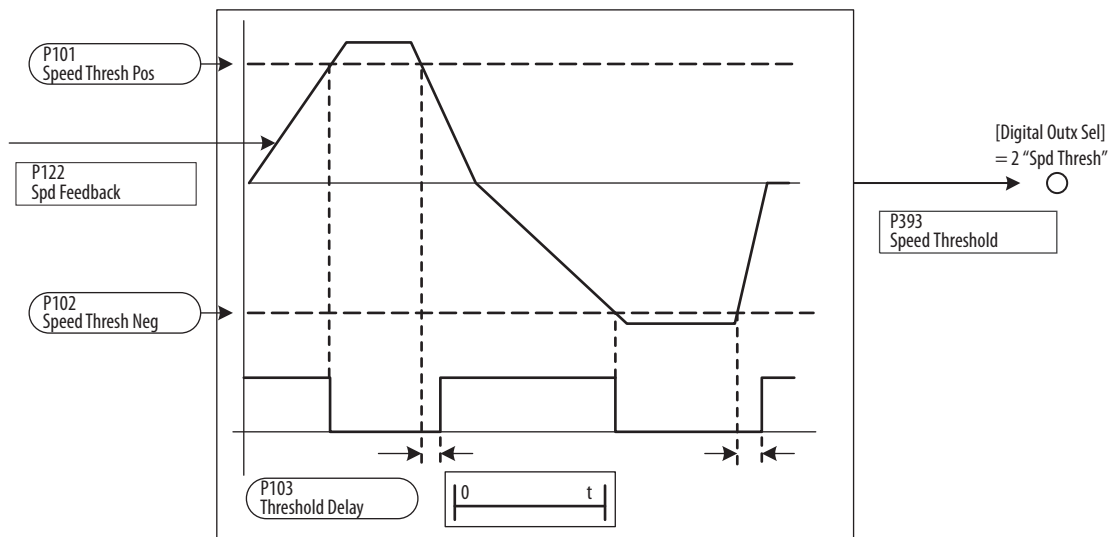 P101
Speed Thresh Pos
P122
Spd Feedback
P102
Speed Thresh Neg
P103
Threshold Delay
0 t
[Digital Outx Sel]
= 2 “Spd Thresh”
P393
Speed Threshold